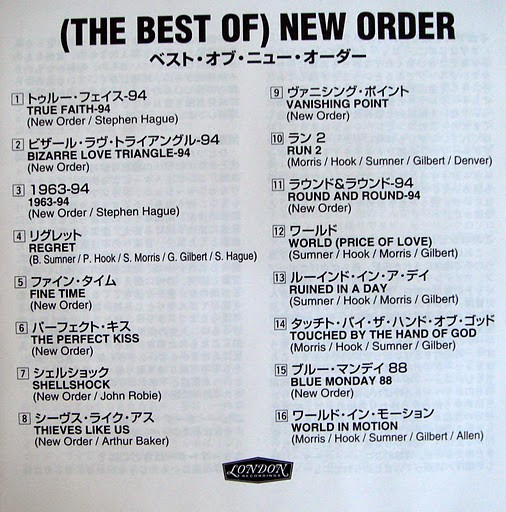 (THE BEST OF) NEW ORDER
ベスト・オブ・ニュー・オーダー
1 トゥルー・フェイス-94
TRUE FAITH-94
(New Order / Stephen Hague)
2 ビザール・ラヴ・トライアングル-94
BIZARRE LOVE TRIANGLE-94
(New Order)
3 1963-94
1963-94
(New Order / Stephen Hague)
4 リグレット
REGRET
(B. Sumner / P. Hook / S. Morris / G. Gilbert / S. Hague)
5 ファイン・タイム
FINE TIME
(New Order)
6 パーフェクト・キス
THE PERFECT KISS
(New Order)
7 シェルショック
SHELLSHOCK
(New Order / John Robie)
8 シーヴス・ライク・アス
THIEVES LIKE US
(New Order / Arthur Baker)
9 ヴァニシング・ポイント
VANISHING POINT
(New Order)
10 ラン 2
RUN 2
(Morris / Hook / Sumner / Gilbert / Denver)
11 ラウンド&ラウンド-94
ROUND AND ROUND-94
(New Order)
12 ワールド
WORLD (PRICE OF LOVE)
(Sumner / Hook / Morris / Gilbert)
13 ルーインド・イン・ア・デイ
RUINED IN A DAY
(Sumner / Hook / Morris / Gilbert)
14 タッチト・バイ・ザ・ハンド・オブ・ゴッド
TOUCHED BY THE HAND OF GOD
(Morris / Hook / Sumner / Gilber)
15 ブルー・マンデイ 88
BLUE MONDAY 88
(New Order)
16 ワールド・イン・モーション
WORLD IN MOTION
(Morris / Hook / Sumner / Gilbert / Allen)
LONDON
RECORDINGS